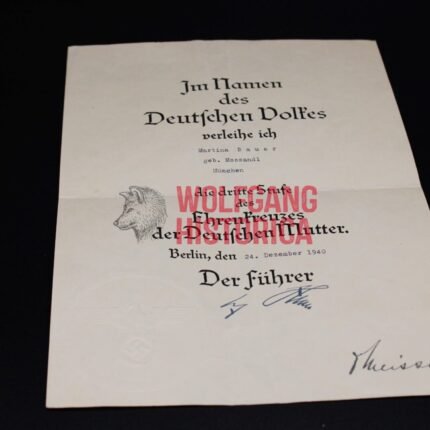 Im Namen
des
Deutschen Volkes
verleihe ich
Martina Bauer
geb. Mossandl
München
die dritte Stufe
des
Ehrenkreuzes
der Deutschen Mutter.
WOLFGANG
HISTORICA
Berlin, den 24. Dezember 1940
Der Führer